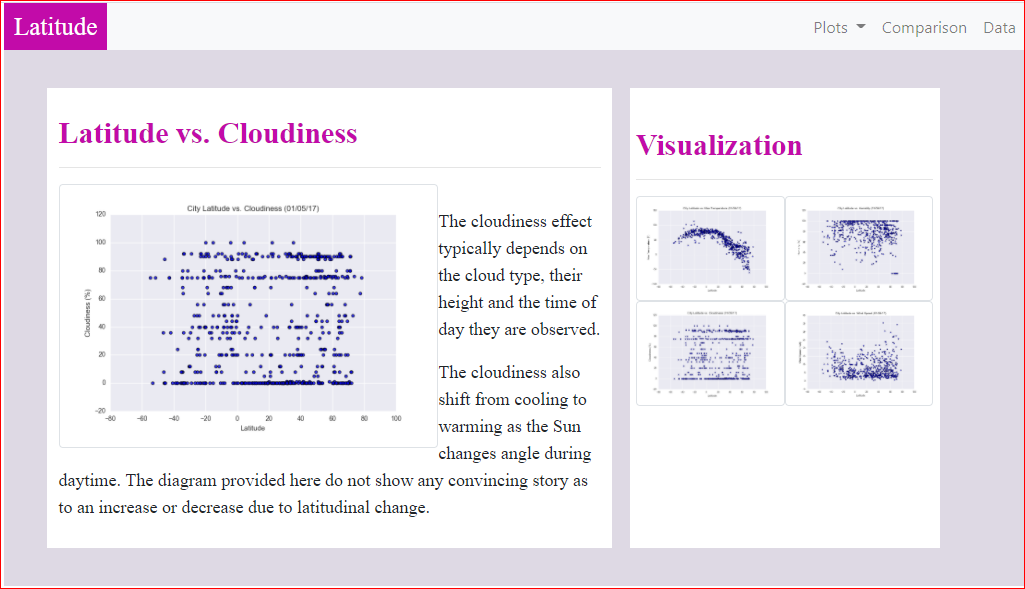 Latitude
Plots Comparison Data
Latitude vs. Cloudiness
City Latitude vs. Cloudiness (01/05/17)
120
100
80
60
40
20
0
−20
Cloudiness (%)
−80 −60 −40 −20 0 20 40 60 80 100
Latitude
The cloudiness effect
typically depends on
the cloud type, their
height and the time of
day they are observed.
The cloudiness also
shift from cooling to
warming as the Sun
changes angle during
daytime. The diagram provided here do not show any convincing story as
to an increase or decrease due to latitudinal change.
Visualization